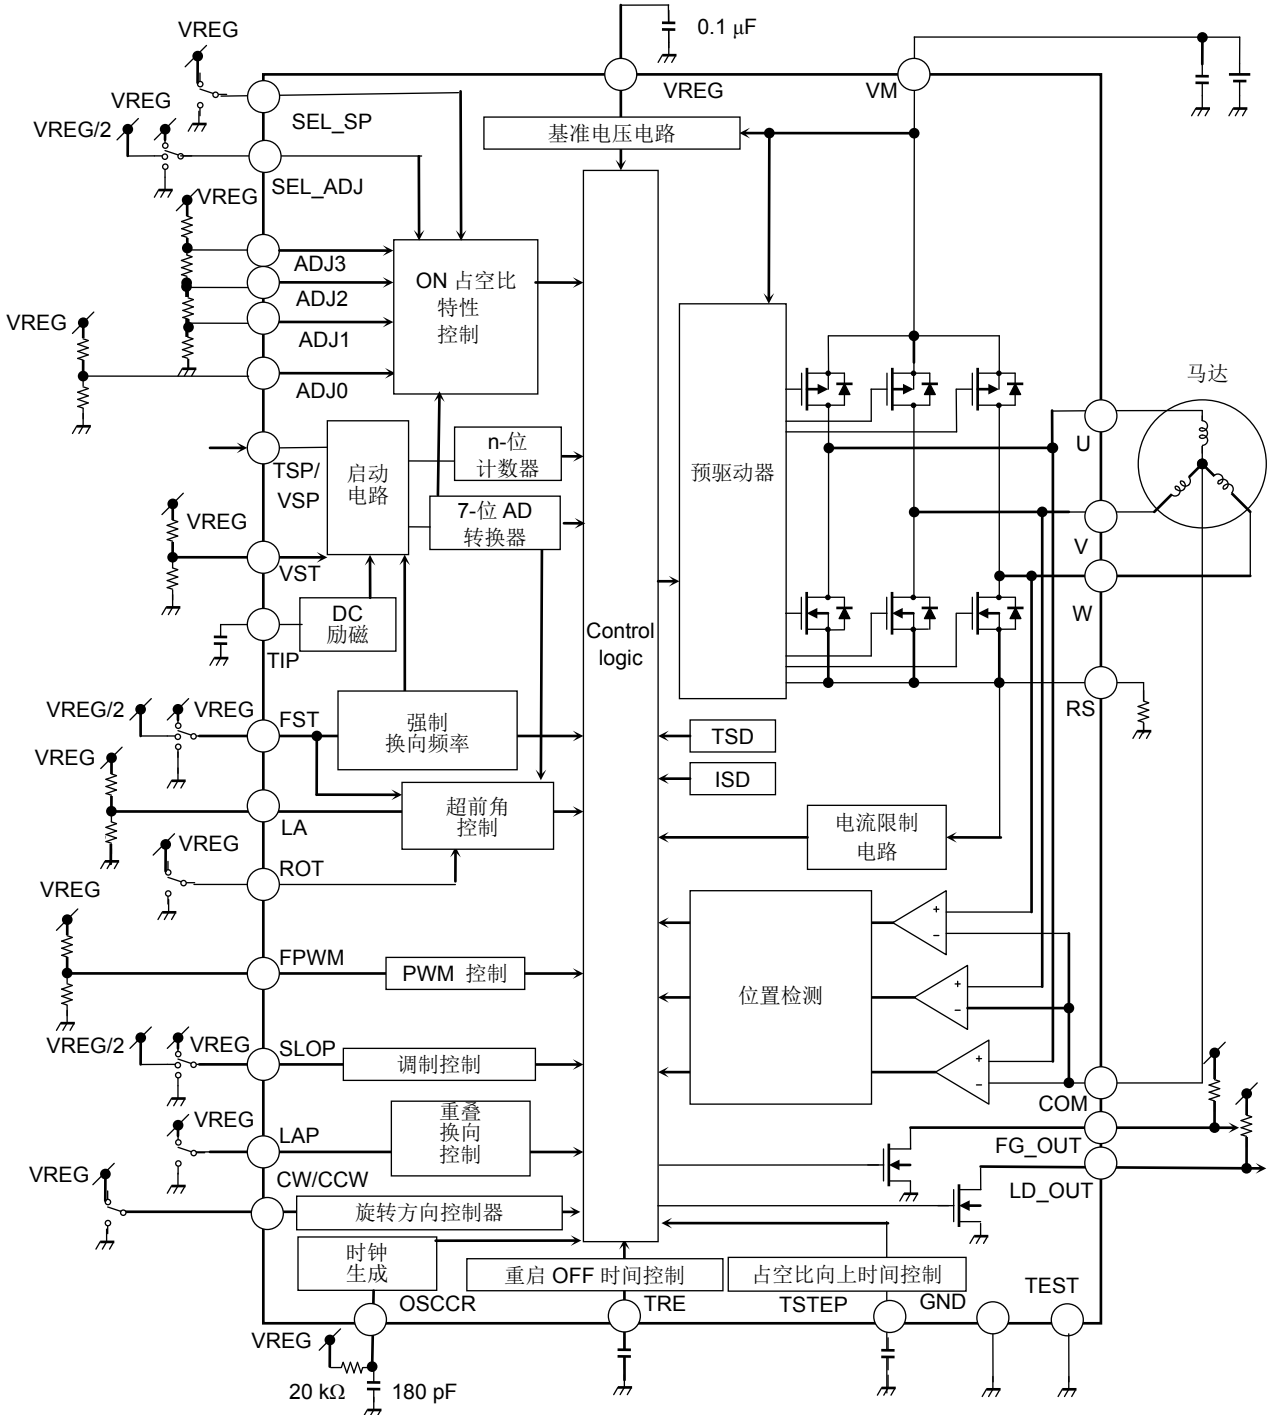 0.1 μF
VREG
VREG
VM
VREG
SEL_SP
VREG/2
基准电压电路
SEL_ADJ
VREG
ADJ3
ON 占空比
特性
控制
ADJ2
VREG
ADJ1
ADJ0
马达
U
TSP/
VSP
启动
电路
n-位
计数器
预驱动器
VREG
7-位 AD
转换器
V
VST
DC
励磁
W
Control
logic
TIP
VREG/2
VREG
FST
强制
换向频率
RS
TSD
VREG
ISD
超前角
控制
LA
电流限制
电路
VREG
ROT
VREG
+
−
FPWM
PWM 控制
位置检测
+
−
VREG/2
VREG
SLOP
调制控制
+
−
COM
VREG
LAP
重叠
换向
控制
FG_OUT
VREG
CW/CCW
LD_OUT
旋转方向控制器
时钟
生成
重启 OFF 时间控制
占空比向上时间控制
OSCCR
TRE
TSTEP
GND
TEST
VREG
20 kΩ
180 pF